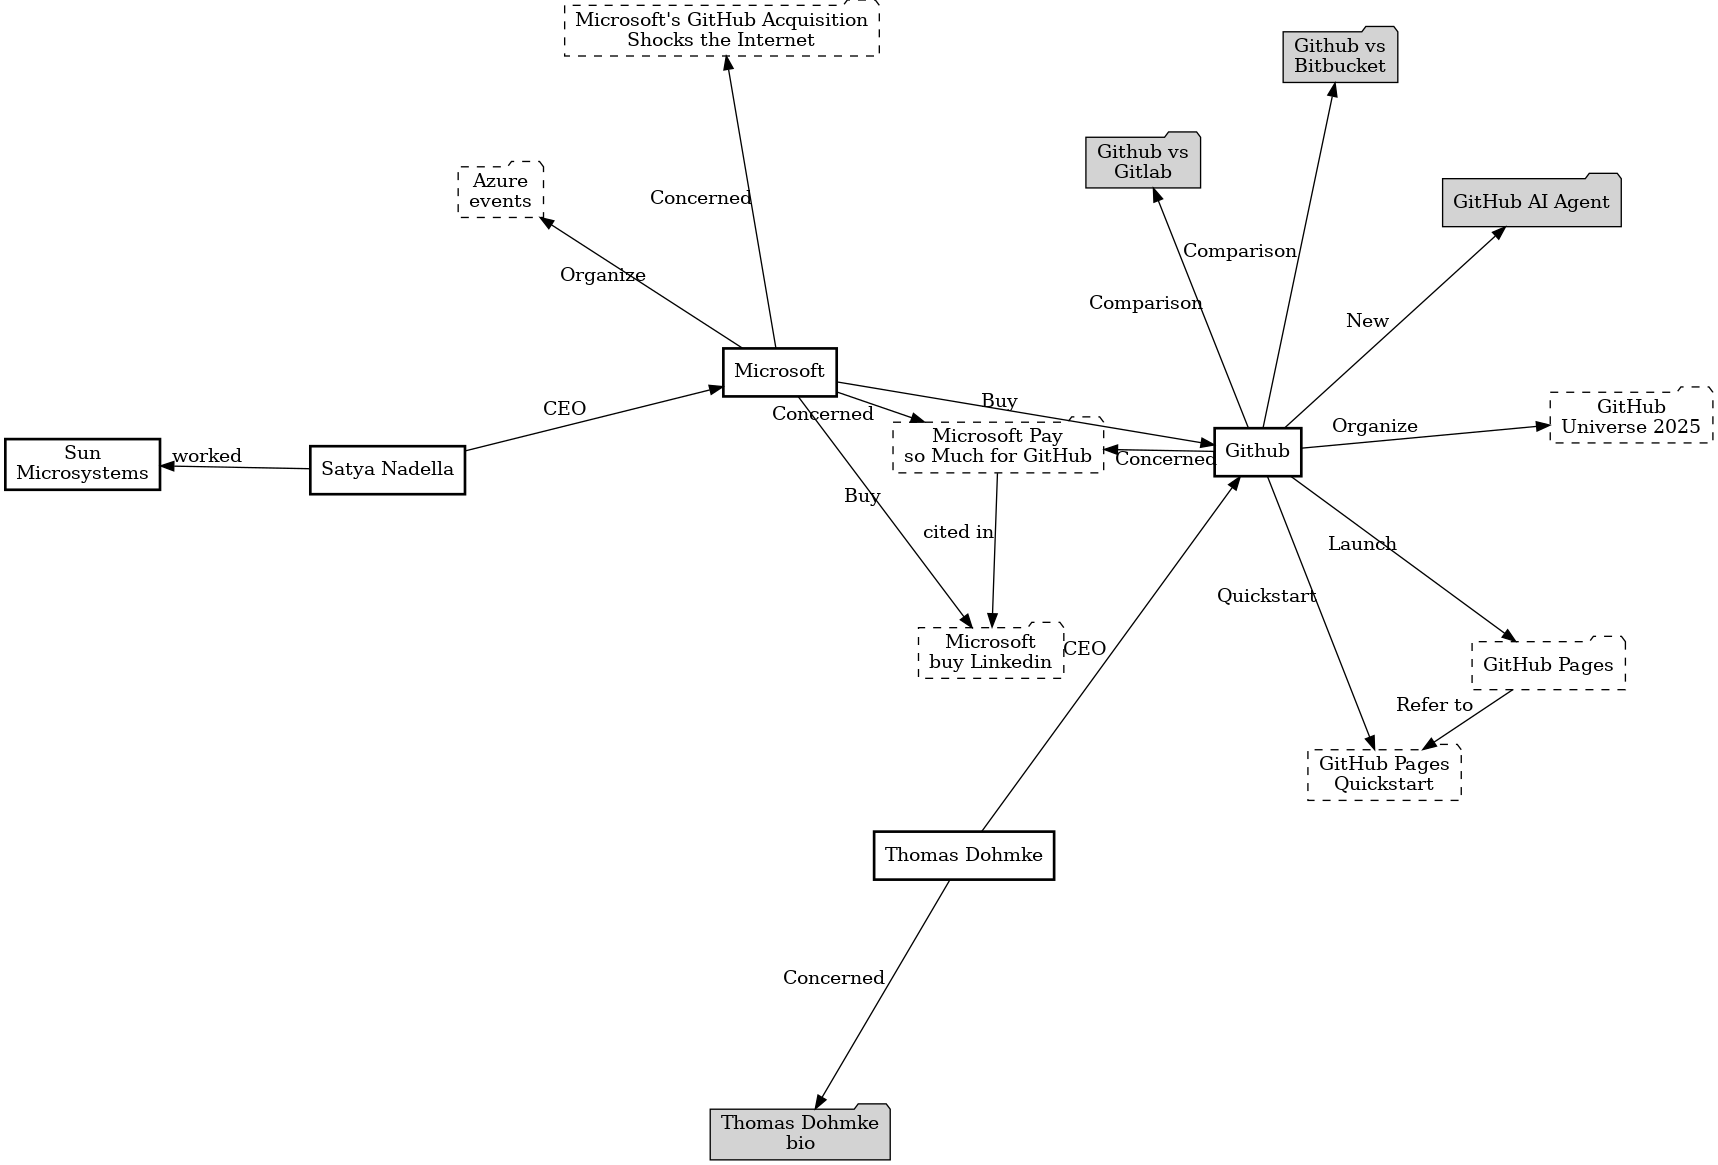 Microsoft's GitHub Acquisition
Shocks the Internet
Github vs
Bitbucket
Github vs
Gitlab
Azure
events
GitHub AI Agent
Concerned
Comparison
Organize
Comparison
New
Microsoft
Buy
CEO
Concerned
GitHub
Universe 2025
Organize
Microsoft Pay
so Much for GitHub
Github
Concerned
Sun
Microsystems
worked
Satya Nadella
Buy
cited in
Launch
Quickstart
Microsoft
buy Linkedin
CEO
GitHub Pages
Refer to
GitHub Pages
Quickstart
Thomas Dohmke
Concerned
Thomas Dohmke
bio